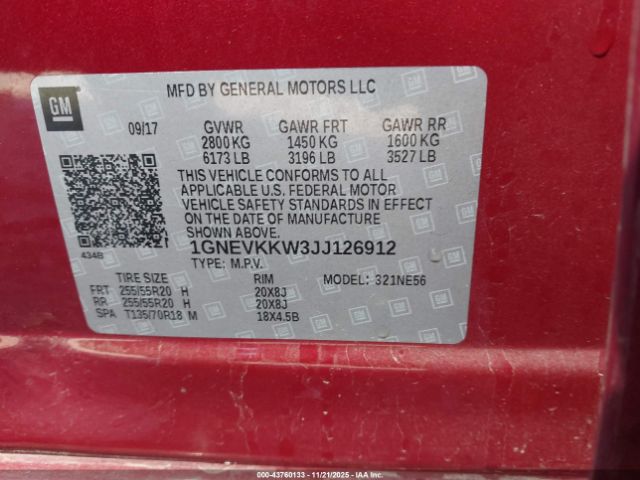 GM
MFD BY GENERAL MOTORS LLC
09/17 GVWR GAWR FRT GAWR RR
2800 KG 1450 KG 1600 KG
6173 LB 3196 LB 3527 LB
THIS VEHICLE CONFORMS TO ALL
APPLICABLE U.S. FEDERAL MOTOR
VEHICLE SAFETY STANDARDS IN EFFECT
ON THE DATE OF MANUFACTURE
SHOWN ABOVE.
434B 1GNEVKKW3JJ126912
TYPE: M.P.V. MODEL: 321NE56
TIRE SIZE RIM
FRT 255/55R20 H 20X8J
RR 255/55R20 H 20X8J
SPA T135/70R18 M 18X4.5B
000-43760133 - 11/21/2025 - IAAI.COM